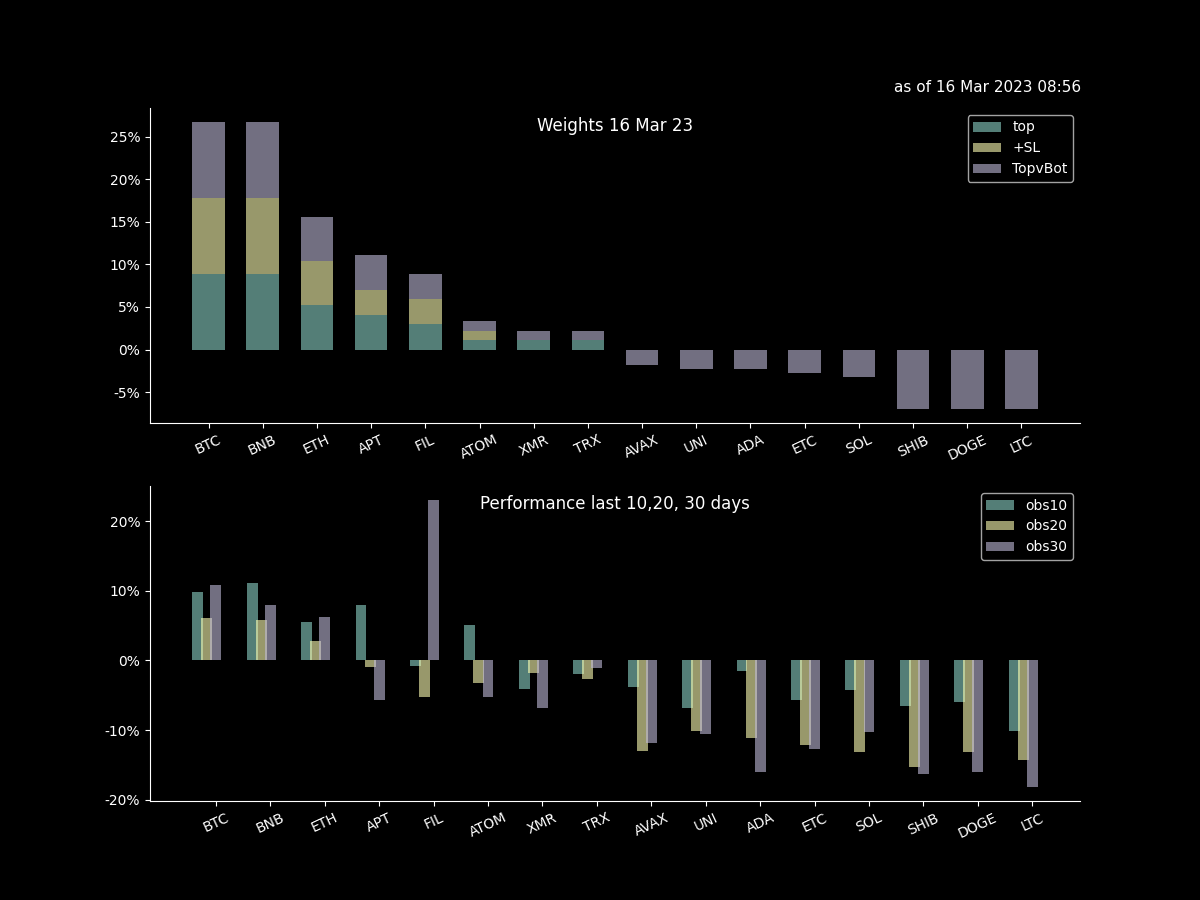 as of 16 Mar 2023 08:56
Weights 16 Mar 23
top
+SL
TopvBot
25%
20%
15%
10%
5%
0%
-5%
BTC BNB ETH APT FIL ATOM XMR TRX AVAX UNI ADA ETC SOL SHIB DOGE LTC
Performance last 10,20, 30 days
obs10
obs20
obs30
20%
10%
0%
-10%
-20%
BTC BNB ETH APT FIL ATOM XMR TRX AVAX UNI ADA ETC SOL SHIB DOGE LTC